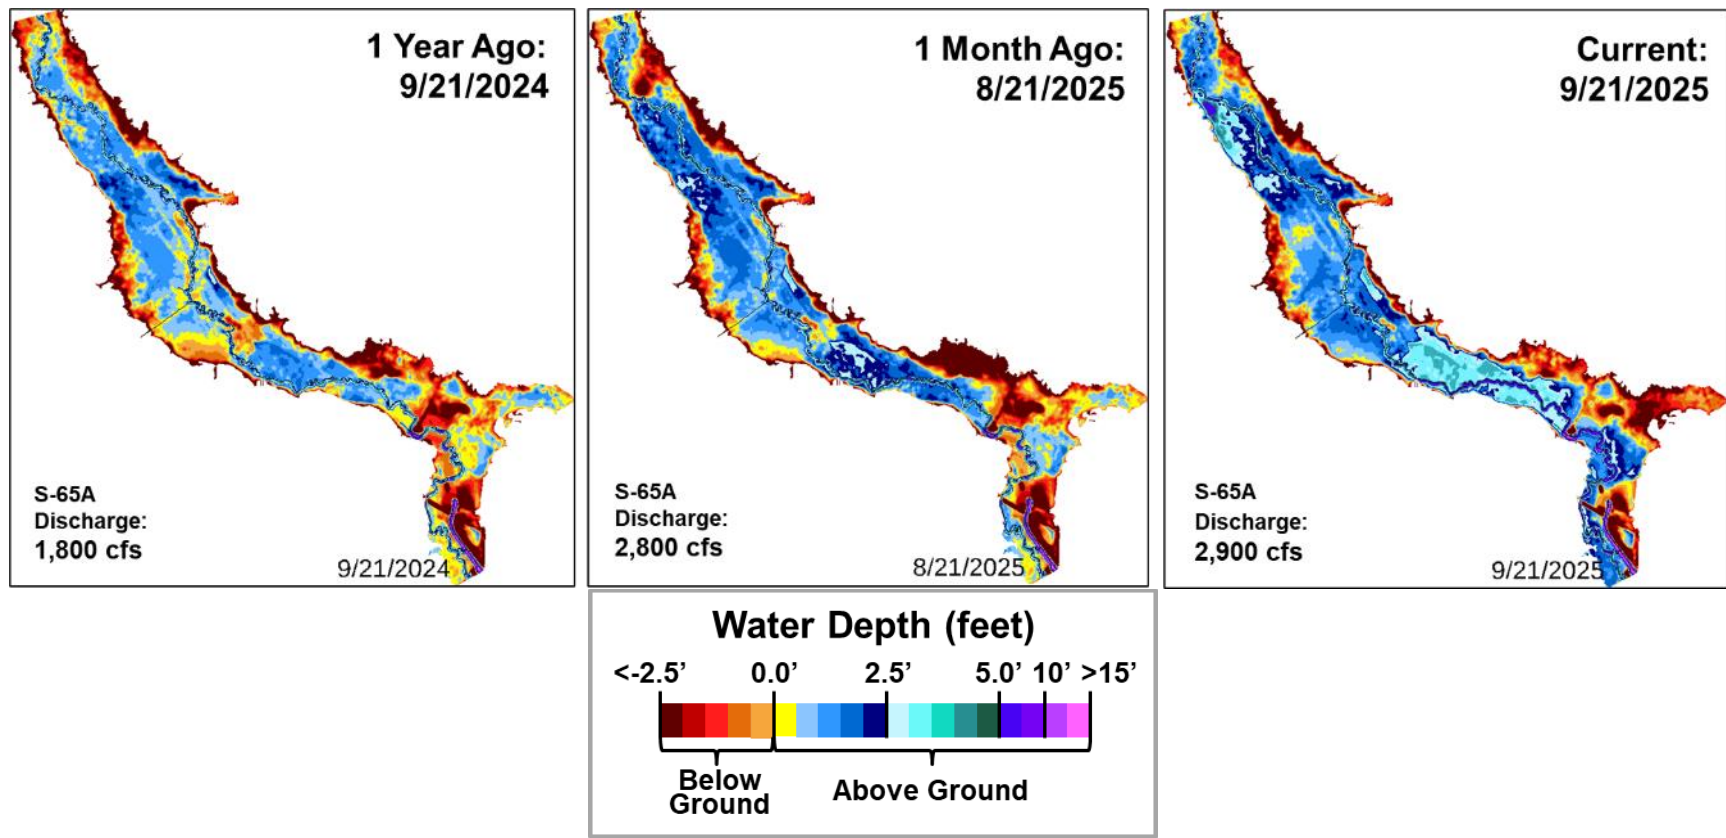 1 Year Ago:
9/21/2024
S-65A
Discharge:
1,800 cfs
9/21/2024
1 Month Ago:
8/21/2025
S-65A
Discharge:
2,800 cfs
8/21/2025
Current:
9/21/2025
S-65A
Discharge:
2,900 cfs
9/21/2025
Water Depth (feet)
<-2.5’ 0.0’ 2.5’ 5.0’ 10’ >15’
Below
Ground
Above Ground